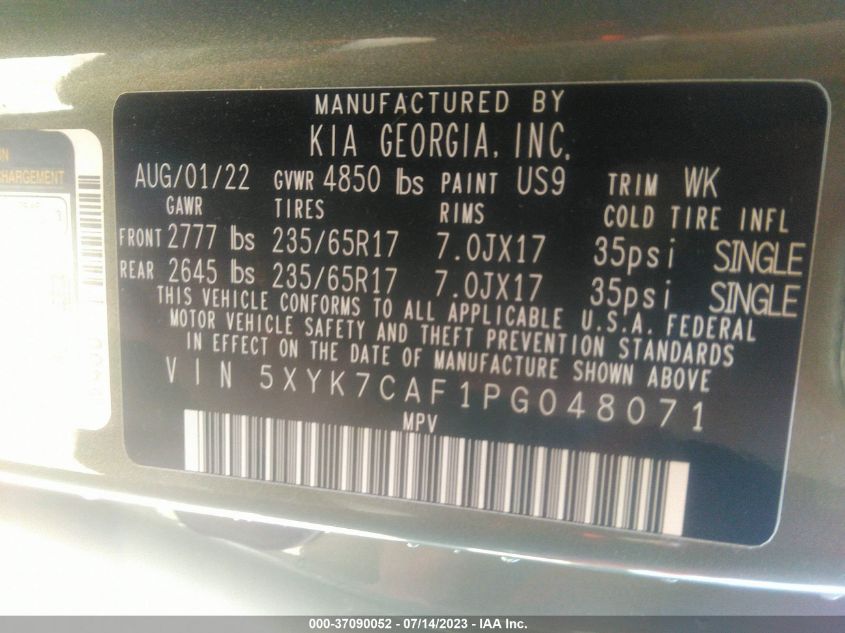 ON
CHARGEMENT
MANUFACTURED BY
KIA GEORGIA, INC.
AUG/01/22 GVWR 4850 lbs PAINT US9 TRIM WK
GAWR TIRES RIMS COLD TIRE INFL
FRONT 2777 lbs 235/65R17 7.0JX17 35psi SINGLE
REAR 2645 lbs 235/65R17 7.0JX17 35psi SINGLE
THIS VEHICLE CONFORMS TO ALL APPLICABLE U.S.A. FEDERAL
MOTOR VEHICLE SAFETY AND THEFT PREVENTION STANDARDS
IN EFFECT ON THE DATE OF MANUFACTURE SHOWN ABOVE
VIN 5XYK7CAF1PG048071
MPV
000-37090052 - 07/14/2023 - IAAI Inc.